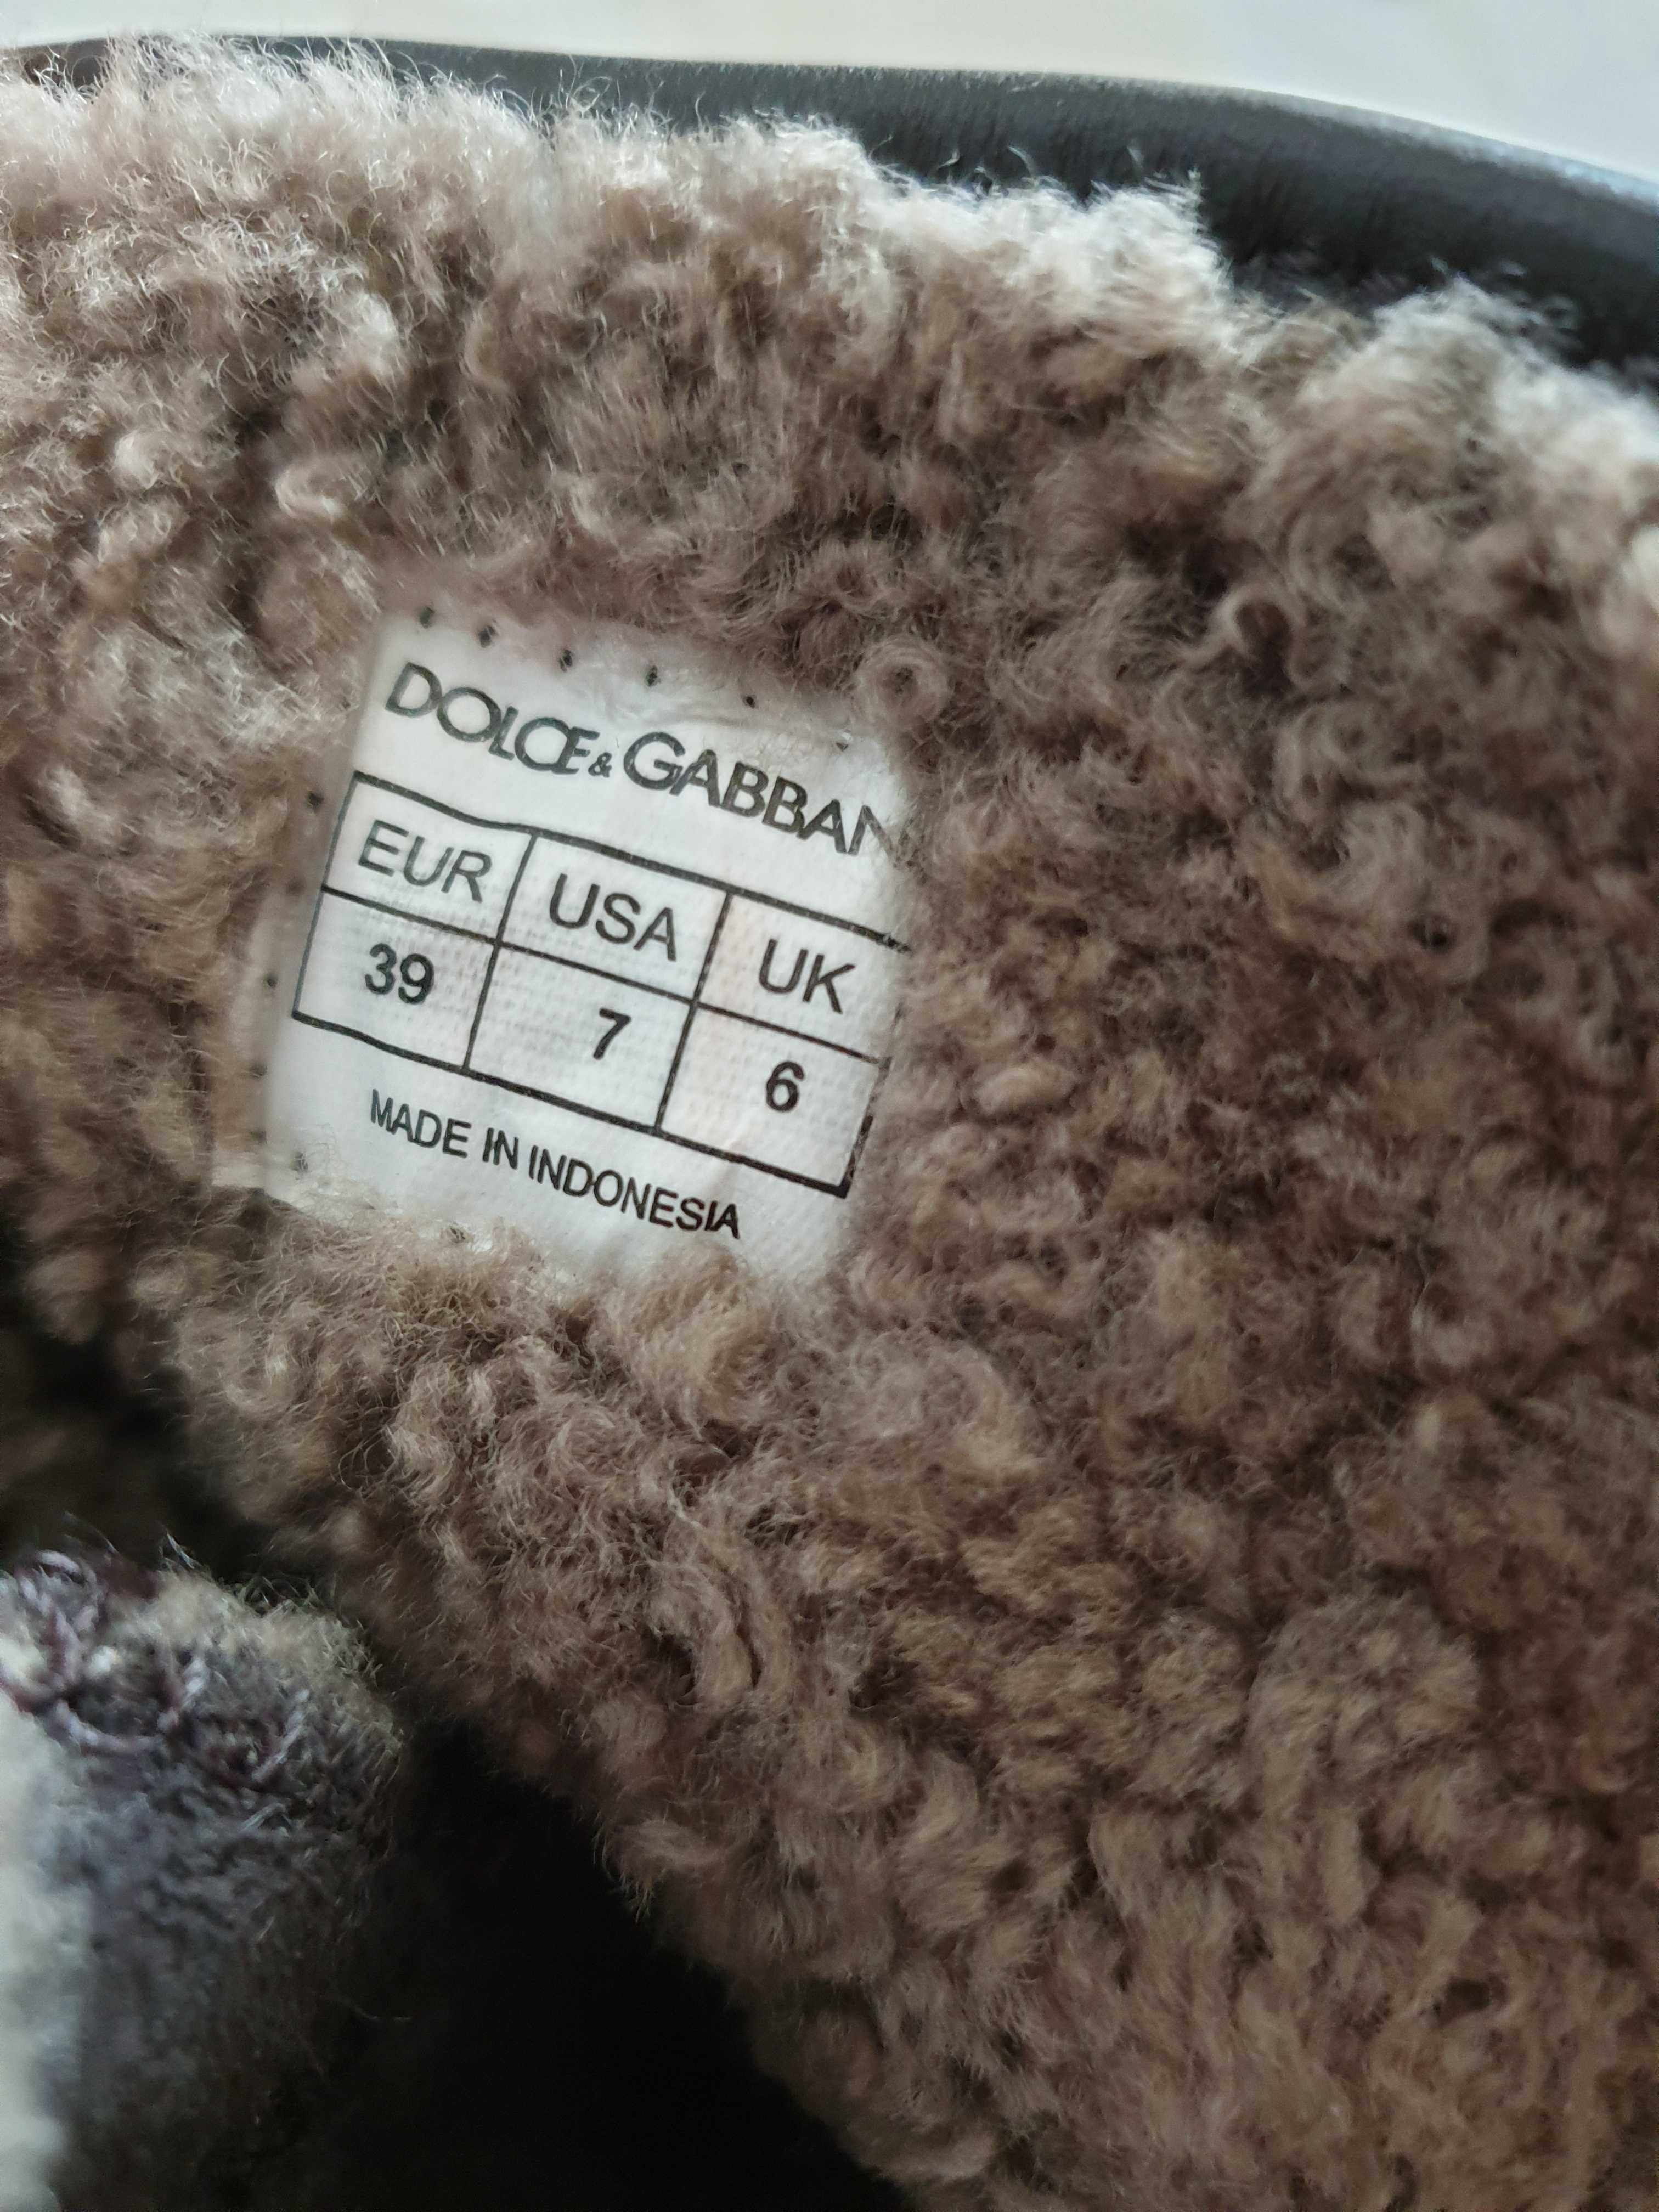 DOLCE&GABBAN
EUR USA UK
39 7 6
MADE IN INDONESIA